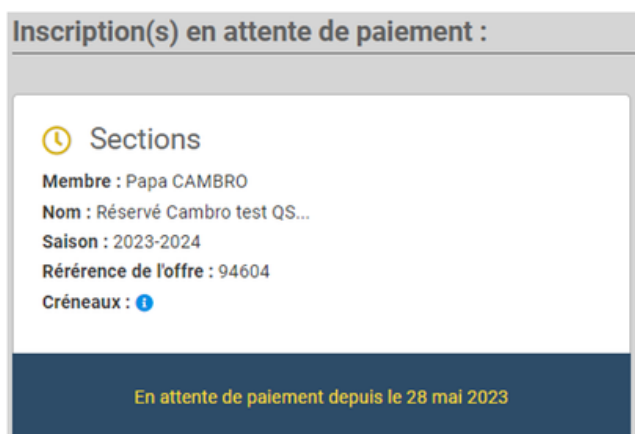 Inscription(s) en attente de paiement :
Sections
Membre : Papa CAMBRO
Nom : Réservé Cambro test QS...
Saison : 2023-2024
Rérérence de l'offre : 94604
Créneaux :
En attente de paiement depuis le 28 mai 2023